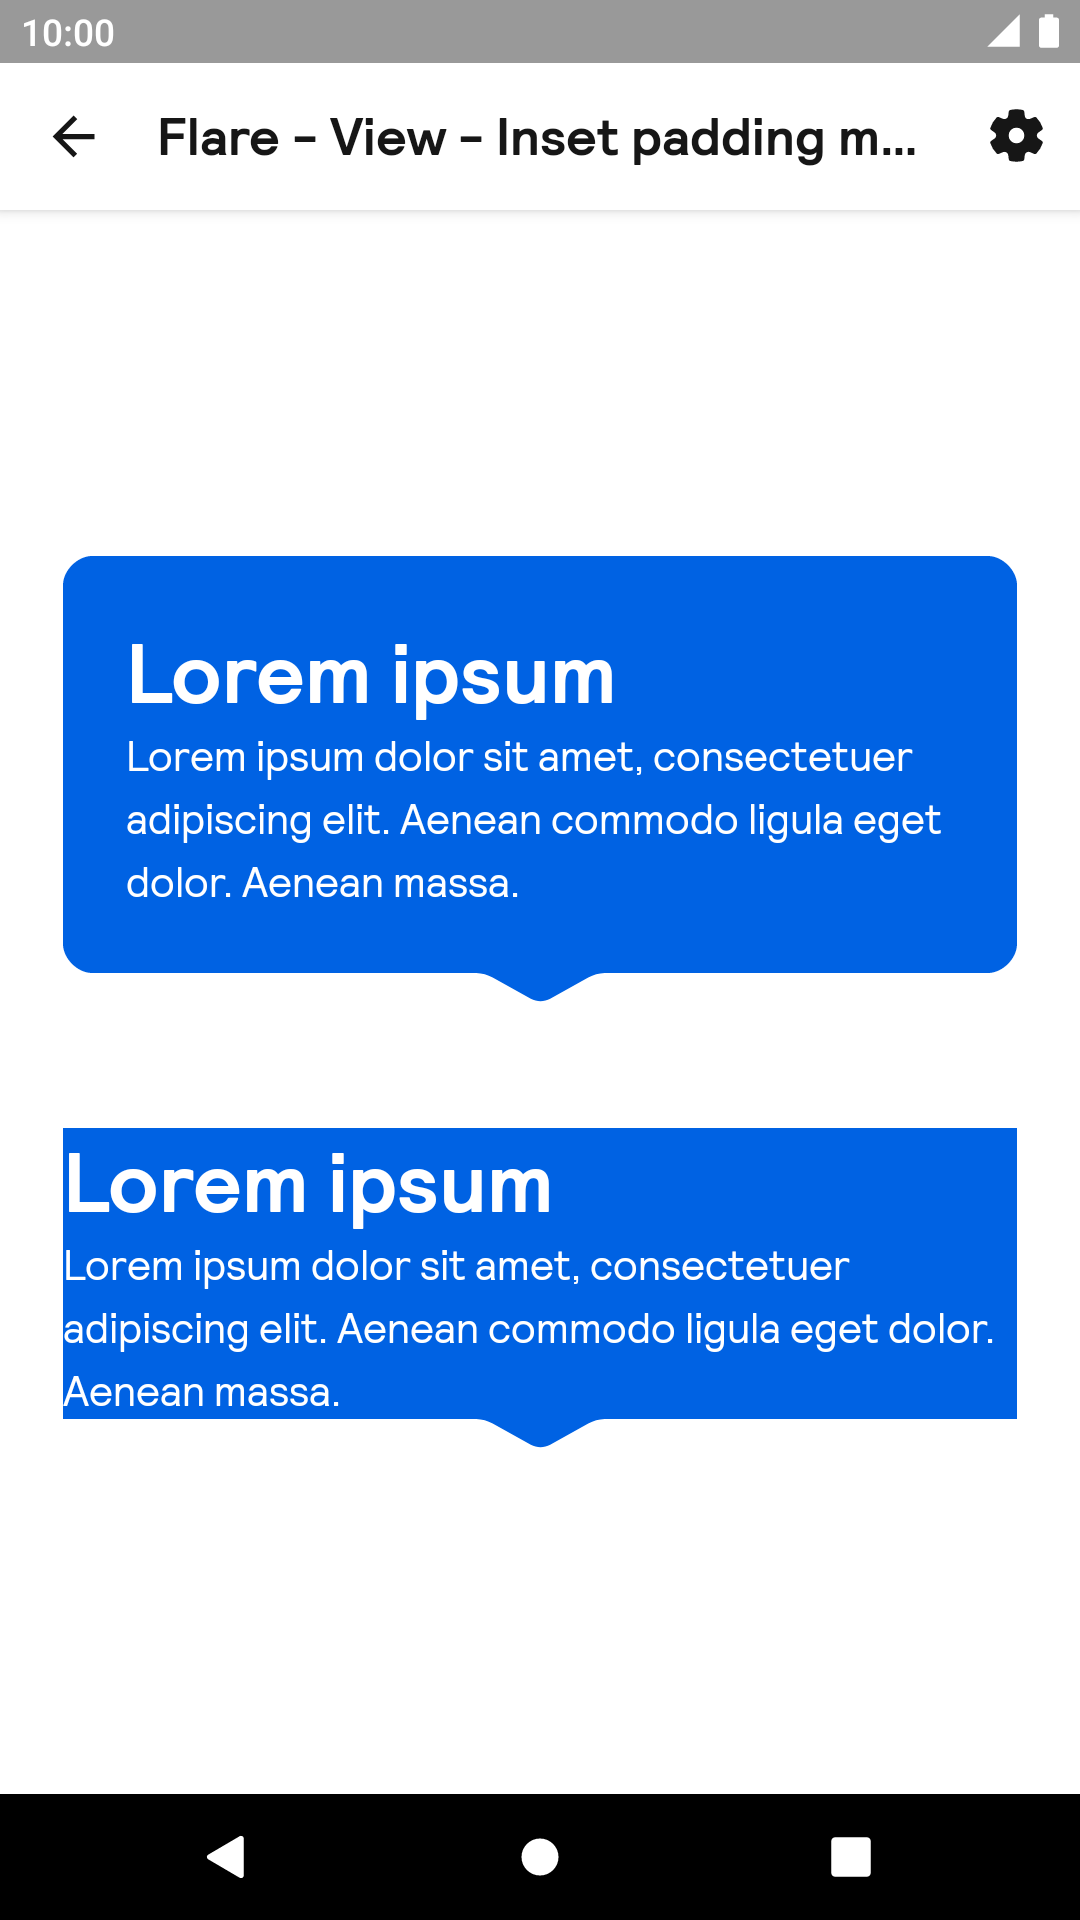 10:00
Flare - View - Inset padding m...
Lorem ipsum
Lorem ipsum dolor sit amet, consectetuer
adipiscing elit. Aenean commodo ligula eget
dolor. Aenean massa.
Lorem ipsum
Lorem ipsum dolor sit amet, consectetuer
adipiscing elit. Aenean commodo ligula eget dolor.
Aenean massa.